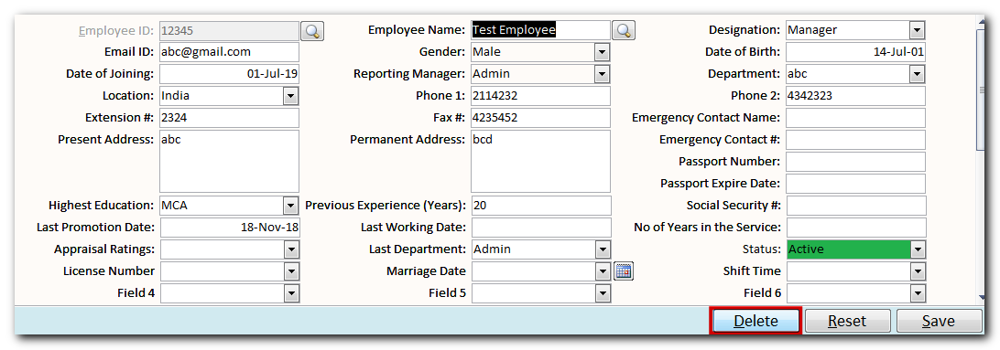 Employee ID: 12345 Employee Name: Test Employee Designation: Manager
Email ID: abc@gmail.com Gender: Male Date of Birth: 14-Jul-01
Date of Joining: 01-Jul-19 Reporting Manager: Admin Department: abc
Location: India Phone 1: 2114232 Phone 2: 4342323
Extension #: 2324 Fax #: 4235452 Emergency Contact Name:
Present Address: abc Permanent Address: bcd Emergency Contact #:
Passport Number:
Passport Expire Date:
Highest Education: MCA Previous Experience (Years): 20 Social Security #:
Last Promotion Date: 18-Nov-18 Last Working Date: No of Years in the Service:
Appraisal Ratings: Last Department: Admin Status: Active
License Number Marriage Date Shift Time
Field 4 Field 5 Field 6
Delete Reset Save